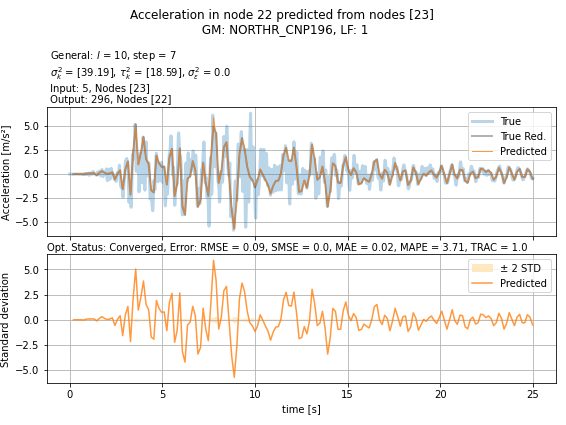 Acceleration in node 22 predicted from nodes [23]
GM: NORTHR_CNP196, LF: 1
General: l = 10, step = 7
σ²ₖ = [39.19], τ²ₖ = [18.59], σ²ε = 0.0
Input: 5, Nodes [23]
Output: 296, Nodes [22]
Acceleration [m/s²]
5.0
2.5
0.0
−2.5
−5.0
True
True Red.
Predicted
Opt. Status: Converged, Error: RMSE = 0.09, SMSE = 0.0, MAE = 0.02, MAPE = 3.71, TRAC = 1.0
Standard deviation
5.0
2.5
0.0
−2.5
−5.0
± 2 STD
Predicted
0 5 10 15 20 25
time [s]